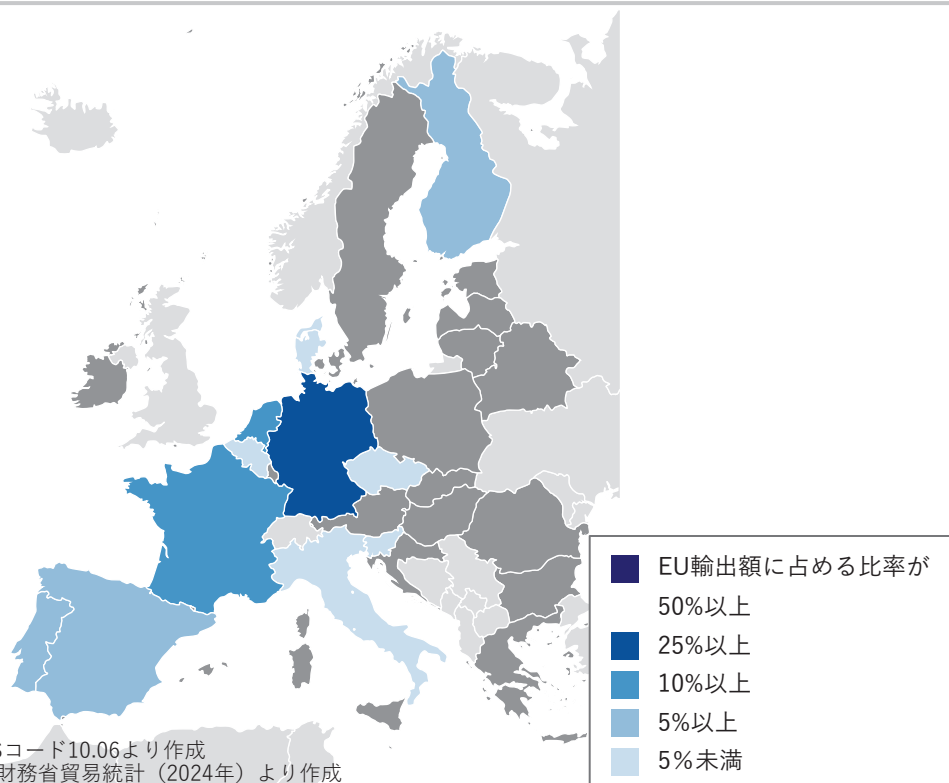 EU輸出額に占める比率が
50%以上
25%以上
10%以上
5%以上
5%未満
コード10.06より作成
財務省貿易統計（2024年）より作成